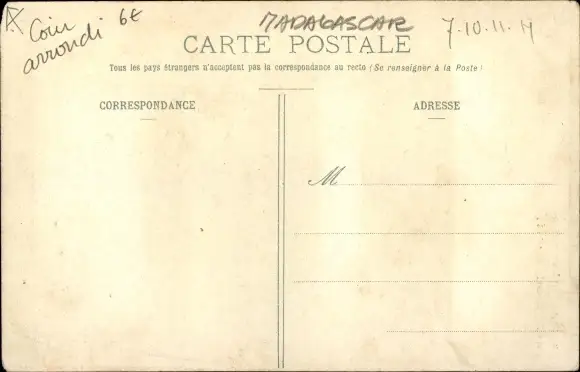 Coin 6€
arrondi
MADAGASCAR
7.10.11.14
CARTE POSTALE
Tous les pays étrangers n'acceptent pas la correspondance au recto (Se renseigner à la Poste)
CORRESPONDANCE
ADRESSE
M